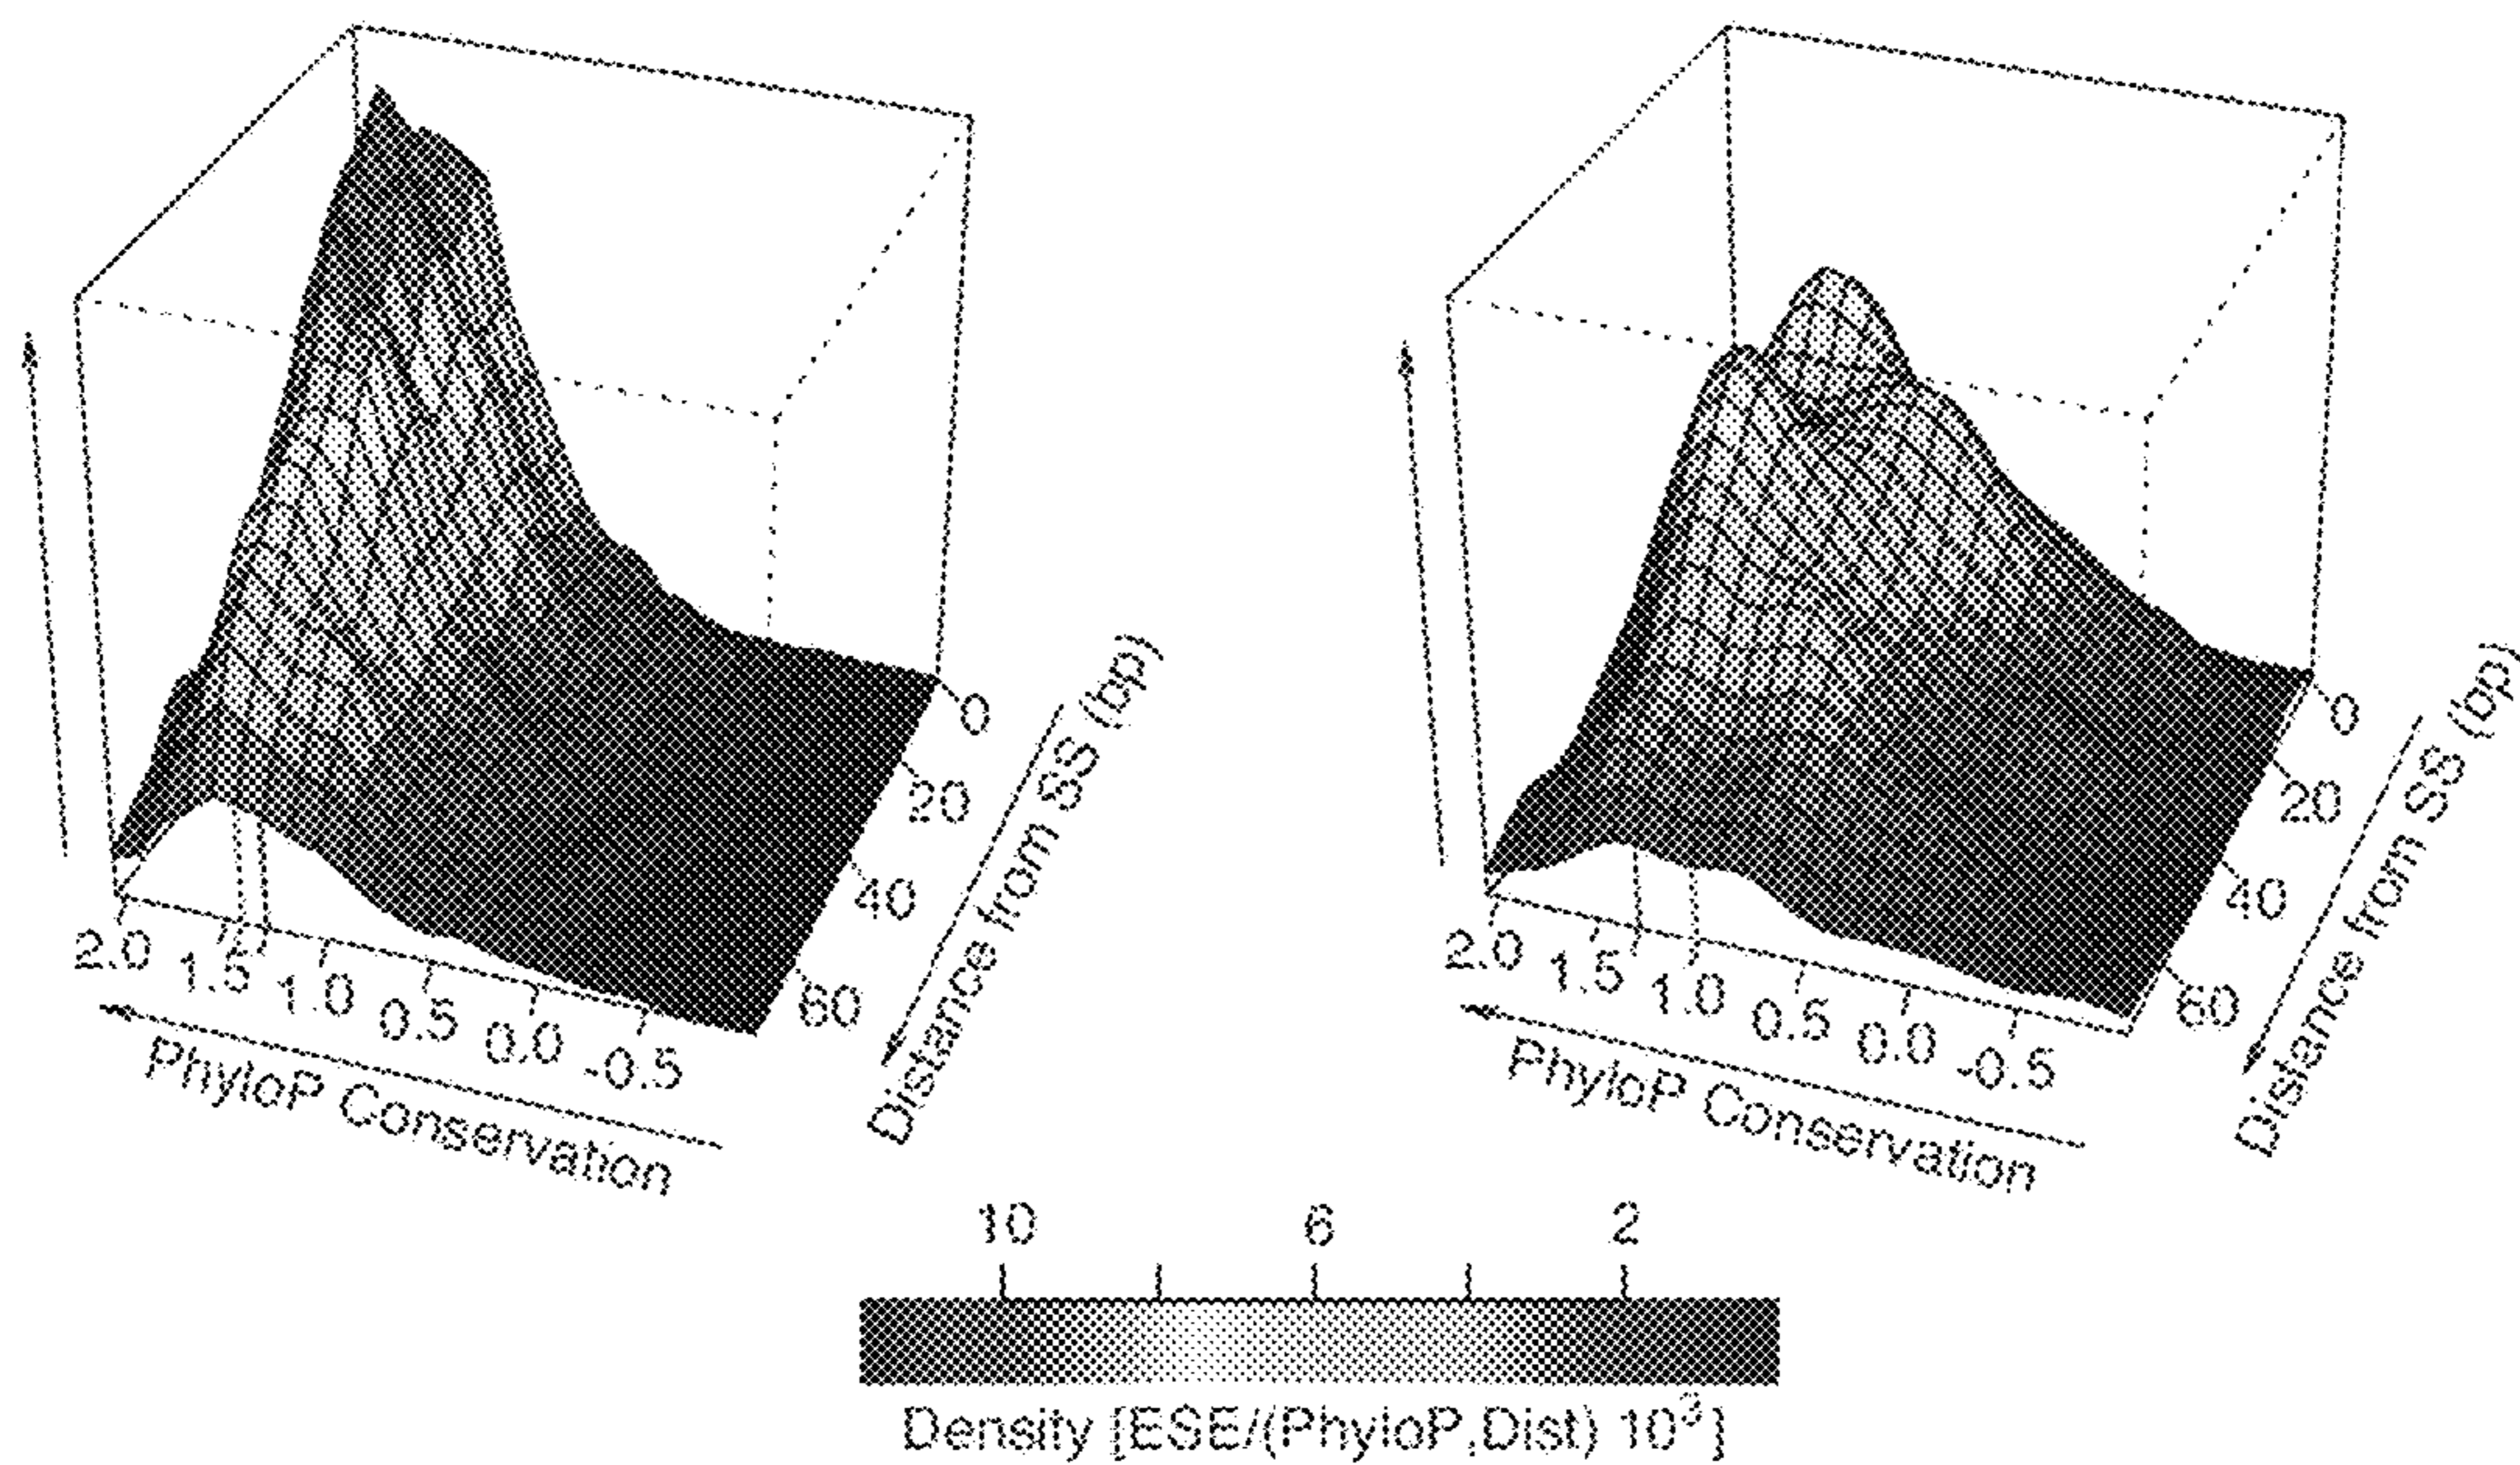 2.0 1.5 1.0 0.5 0.0 -0.5
PhyloP Conservation
0 20 40 60
Distance from SS (bp)
2.0 1.5 1.0 0.5 0.0 -0.5
PhyloP Conservation
0 20 40 60
Distance from SS (bp)
10 6 2
Density [ESE/(PhyloP,Dist) 10³]